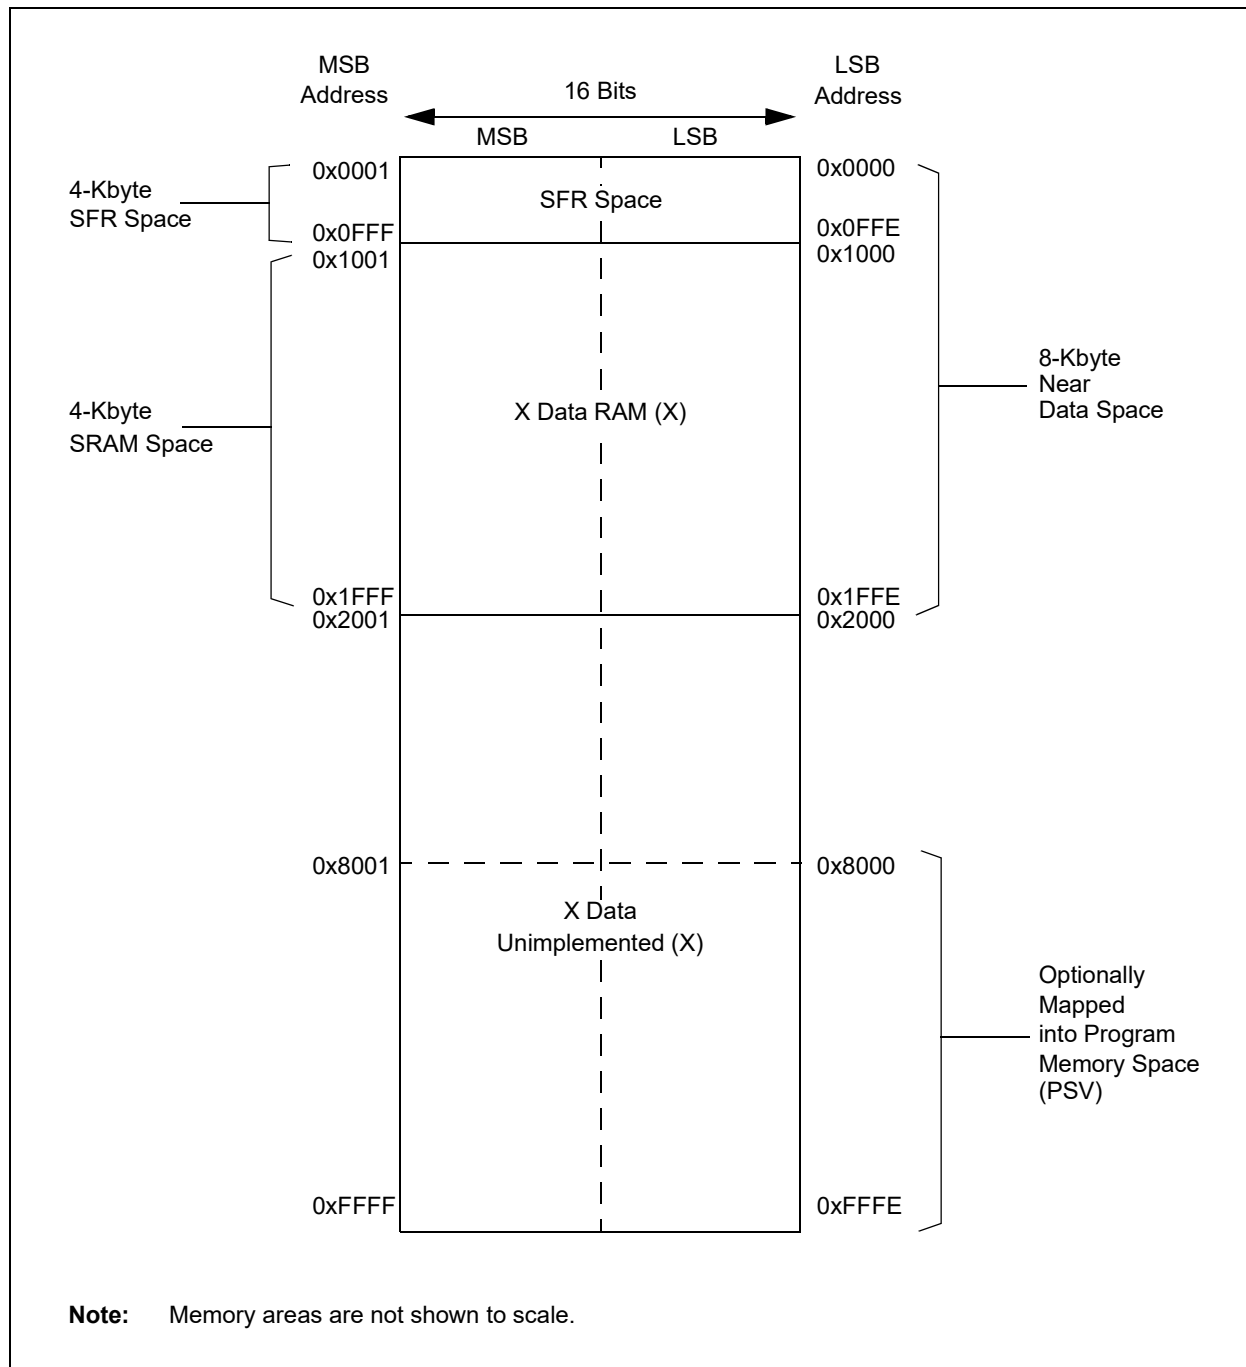 MSB
Address
LSB
Address
16 Bits
MSB
LSB
0x0001
0x0000
4-Kbyte
SFR Space
SFR Space
0x0FFF
0x0FFE
0x1001
0x1000
8-Kbyte
Near
Data Space
4-Kbyte
SRAM Space
X Data RAM (X)
0x1FFF
0x1FFE
0x2001
0x2000
0x8001
0x8000
X Data
Unimplemented (X)
Optionally
Mapped
into Program
Memory Space
(PSV)
0xFFFF
0xFFFE
Note: Memory areas are not shown to scale.